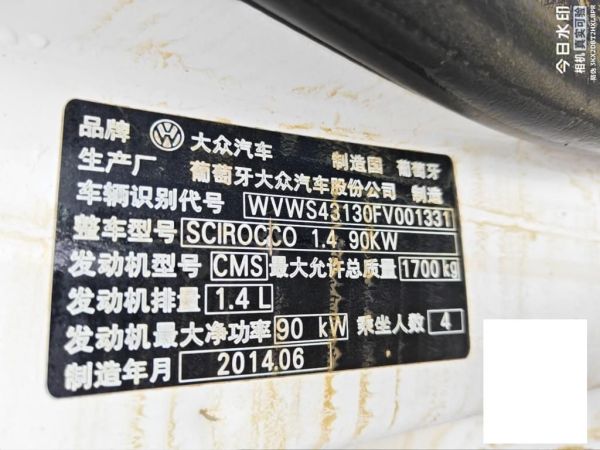 今日水印
相机 真实可验
防伪 3KX2DBT2HXLBPR
品牌 大众汽车 制造国 葡萄牙
生产厂 葡萄牙大众汽车股份公司 制造
车辆识别代号 WVWS43130FV001331
整车型号 SCIROCCO 1.4 90KW
发动机型号 CMS 最大允许总质量 1700 kg
发动机排量 1.4 L
发动机最大净功率 90 kW 乘坐人数 4
制造年月 2014.06